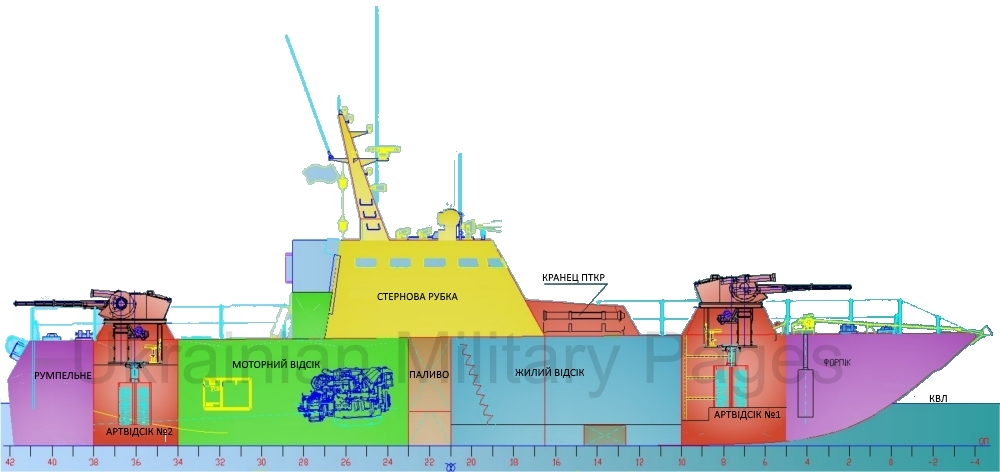 СТЕРНОВА РУБКА
КРАНЕЦ ПТКР
РУМПЕЛЬНЕ
МОТОРНИЙ ВІДСІК
ПАЛИВО
ЖИЛИЙ ВІДСІК
ФОРПІК
Ukrainian Military Pages
КВЛ
АРТВІДСІК №2
АРТВІДСІК №1
ОП
42 40 38 36 34 32 30 28 26 24 22 20 18 16 14 12 10 8 6 4 2 0 -2 -4